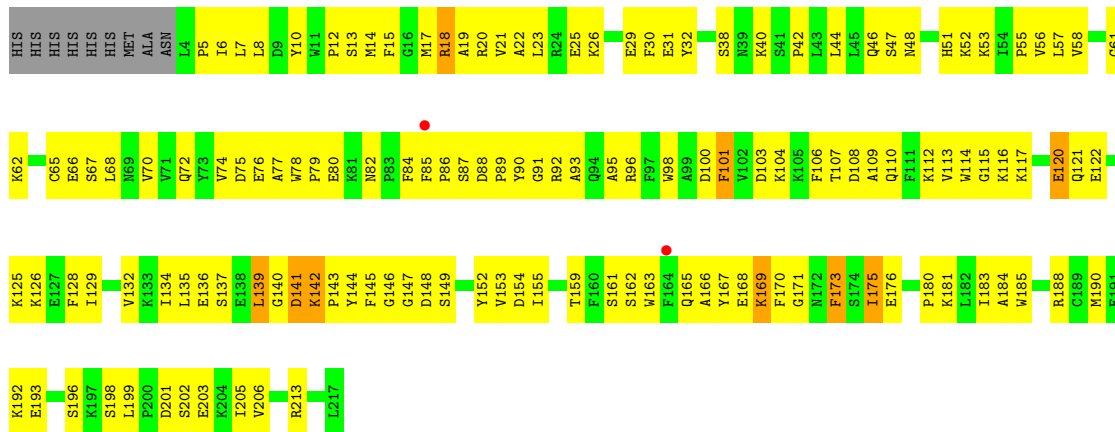 HIS HIS HIS HIS HIS HIS MET ALA ASN L4 P5 I6 L7 L8 D9 Y10 W11 P12 S13 M14 F15 G16 M17 R18 A19 R20 V21 A22 L23 R24 E25 K26 E29 F30 E31 Y32 S38 N39 K40 S41 P42 L43 L44 L45 Q46 S47 N48 H51 K52 K53 I54 P55 V56 L57 V58 G61
K62 C65 E66 S67 L68 N69 V70 V71 Q72 Y73 V74 D75 E76 A77 W78 P79 E80 K81 N82 P83 F84 F85 P86 S87 D88 P89 Y90 G91 R92 A93 Q94 A95 R96 F97 W98 A99 D100 F101 V102 D103 K104 K105 F106 T107 D108 A109 Q110 F111 K112 V113 W114 G115 K116 K117 E120 Q121 E122
K125 K126 E127 F128 I129 V132 K133 T134 L135 E136 S137 E138 L139 G140 D141 K142 P143 Y144 F145 G146 G147 D148 S149 Y152 V153 D154 I155 T159 F160 S161 S162 W163 F164 Q165 A166 Y167 E168 K169 F170 G171 N172 F173 S174 I175 E176 P180 K181 L182 I183 A184 W185 R188 C189 M190 E191
K192 E193 S196 K197 S198 L199 P200 D201 S202 E203 K204 I205 V206 R213 L217